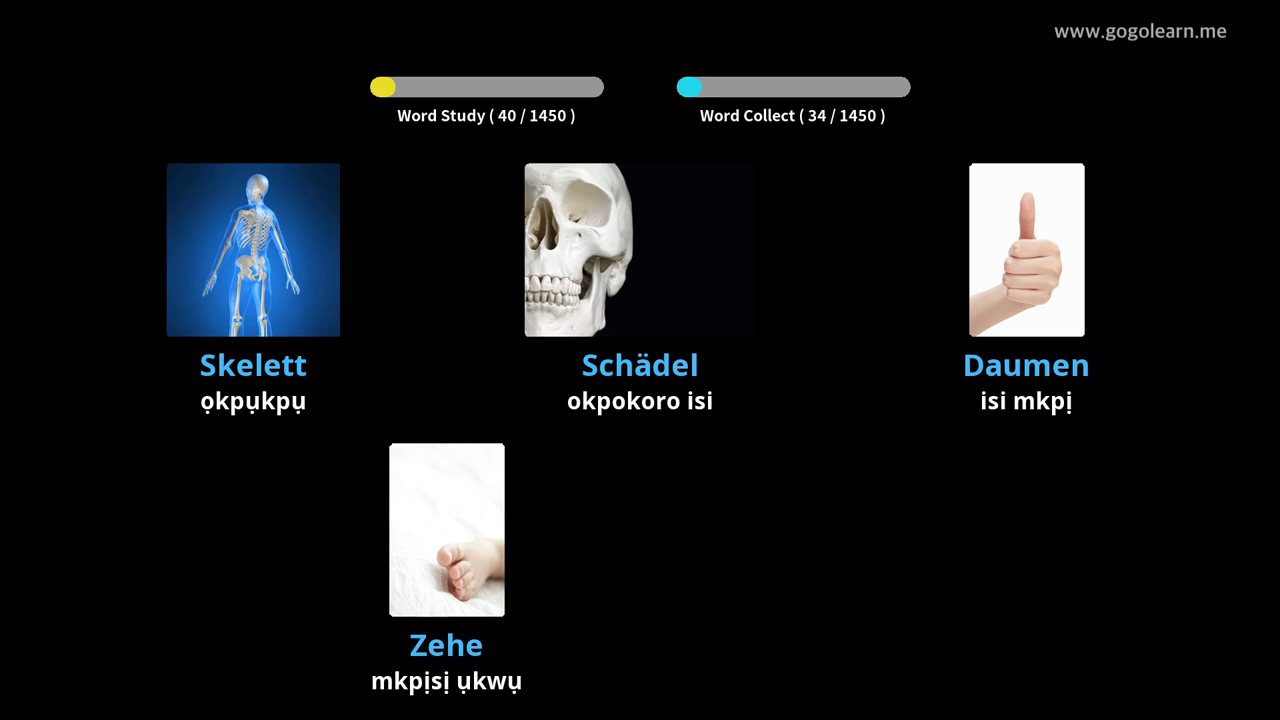 www.gogolearn.me
Word Study ( 40 / 1450 )
Word Collect ( 34 / 1450 )
Skelett
ọkpụkpụ
Schädel
okpokoro isi
Daumen
isi mkpị
Zehe
mkpịsị ụkwụ